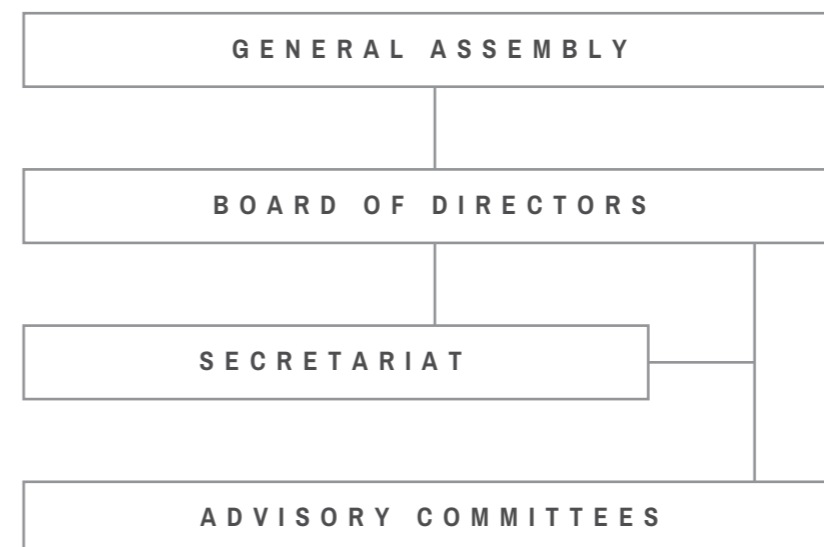 GENERAL ASSEMBLY
BOARD OF DIRECTORS
SECRETARIAT
ADVISORY COMMITTEES